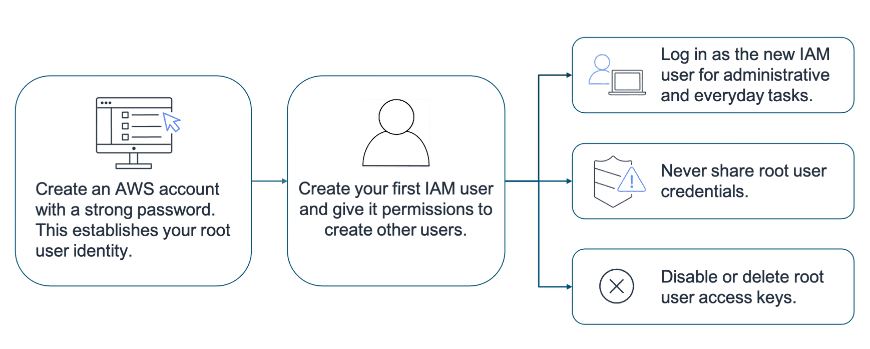 Create an AWS account
with a strong password.
This establishes your root
user identity.
Create your first IAM user
and give it permissions to
create other users.
Log in as the new IAM
user for administrative
and everyday tasks.
Never share root user
credentials.
Disable or delete root
user access keys.